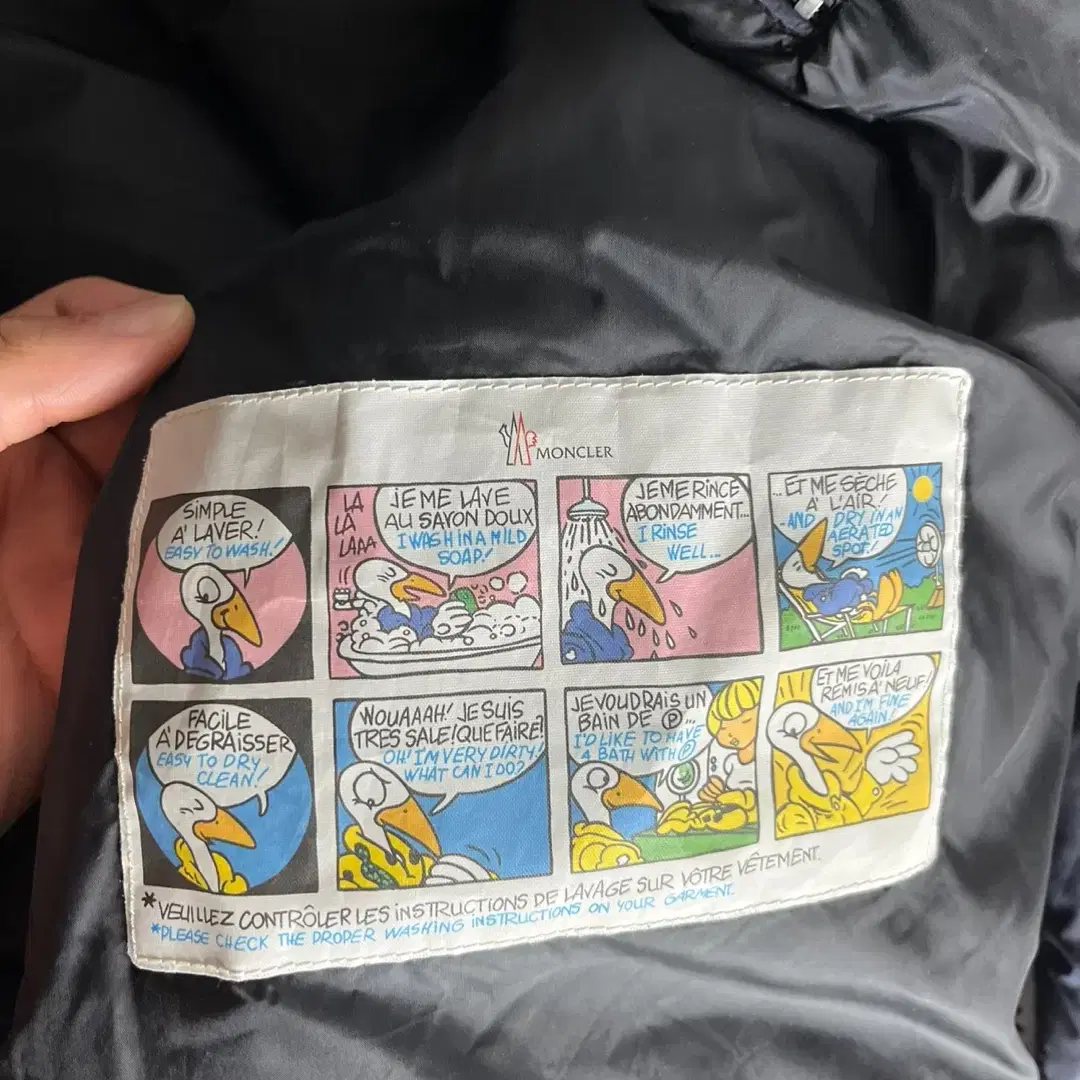 MONCLER
SIMPLE
A' LAVER!
EASY TO WASH!
LA
LA
LAAA
JE ME LAVE
AU SAVON DOUX
I WASH IN A MILD
SOAP!
JE ME RINCE
ABONDAMMENT...
I RINSE
WELL...
...ET ME SÈCHE
A' L'AIR!
...AND DRY IN AN
AERATED
SPOT!
FACILE
A' DEGRAISSER
EASY TO DRY
CLEAN!
WOUAAAH! JE SUIS
TRES SALE! QUE FAIRE?
OH! I'M VERY DIRTY!
WHAT CAN I DO?
JE VOUDRAIS UN
BAIN DE Ⓟ...
I'D LIKE TO HAVE
A BATH WITH Ⓟ
ET ME VOILA
REMIS A' NEUF!
AND I'M FINE
AGAIN!
*VEUILLEZ CONTRÔLER LES INSTRUCTIONS DE LAVAGE SUR VÔTRE VÊTEMENT.
*PLEASE CHECK THE PROPER WASHING INSTRUCTIONS ON YOUR GARMENT.